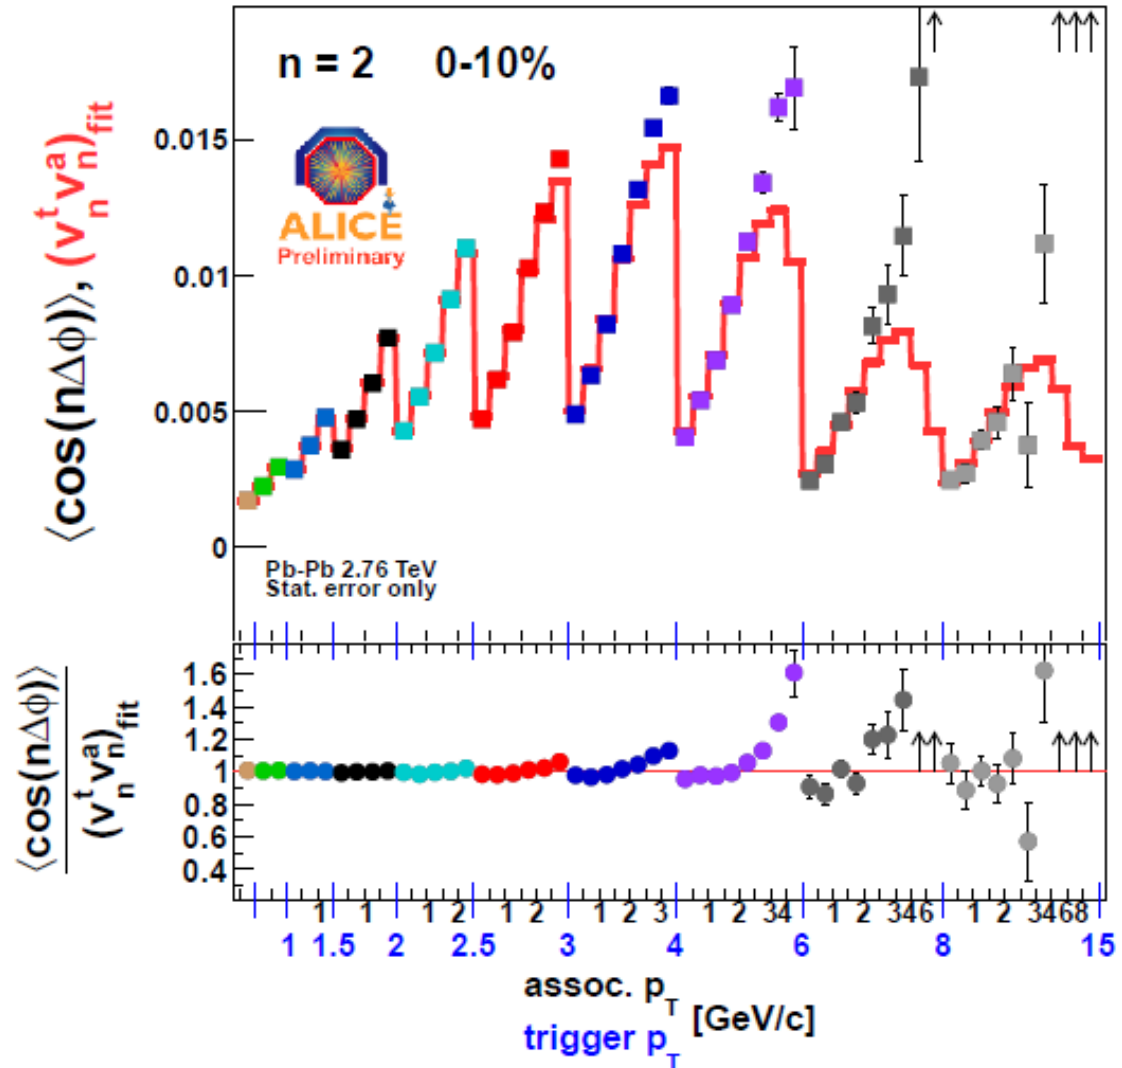 n = 2 0-10%
⟨cos(nΔϕ)⟩, (v_n^t v_n^a)_fit
0.015
0.01
0.005
0
ALICE
Preliminary
Pb-Pb 2.76 TeV
Stat. error only
⟨cos(nΔϕ)⟩
(v_n^t v_n^a)_fit
1.6
1.4
1.2
1
0.8
0.6
0.4
1 1 1 2 1 2 1 2 3 1 2 34 1 2 346 1 2 3468
1 1.5 2 2.5 3 4 6 8 15
assoc. p_T [GeV/c]
trigger p_T